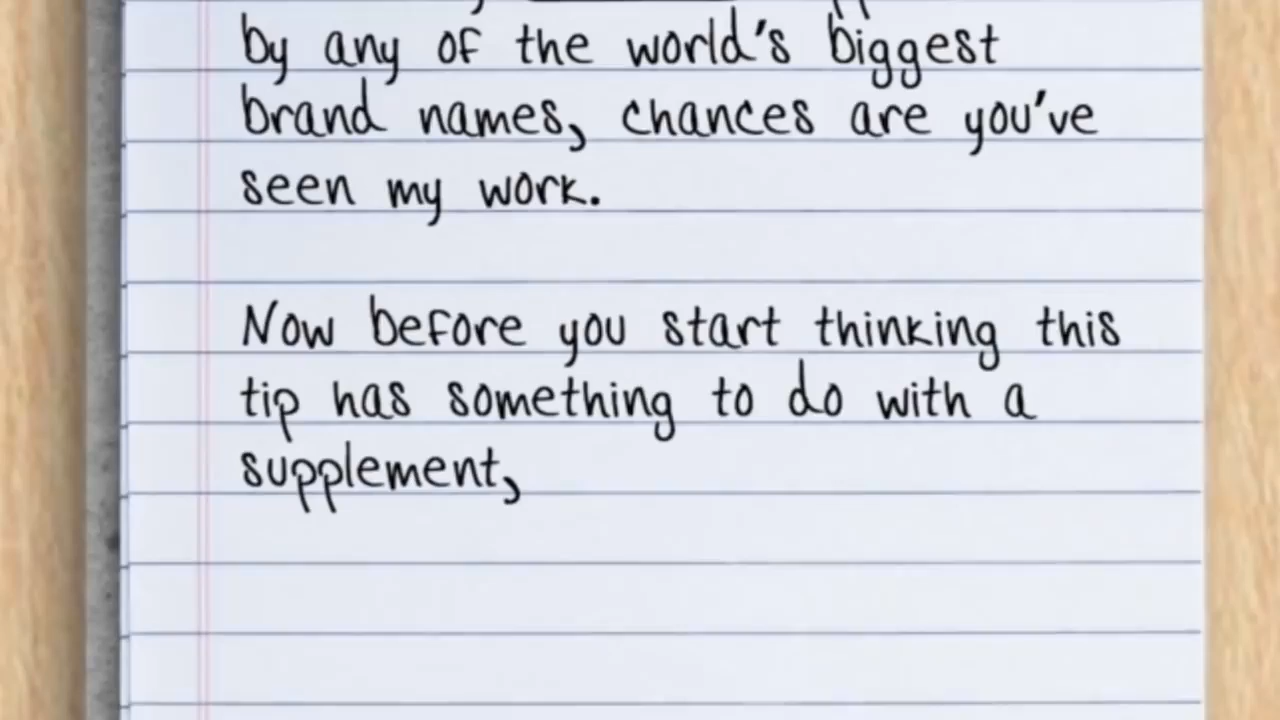 by any of the world's biggest
brand names, chances are you've
seen my work.
Now before you start thinking this
tip has something to do with a
supplement,